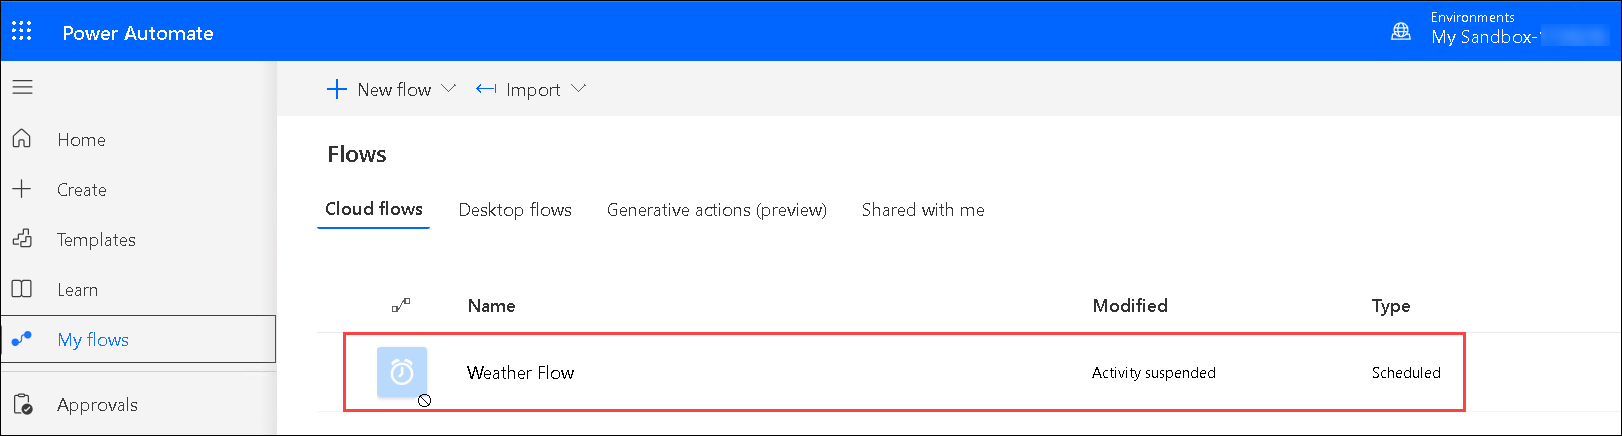 Power Automate
Environments
My Sandbox-
New flow
Import
Home
Create
Templates
Learn
My flows
Approvals
Flows
Cloud flows
Desktop flows
Generative actions (preview)
Shared with me
Name
Modified
Type
Weather Flow
Activity suspended
Scheduled